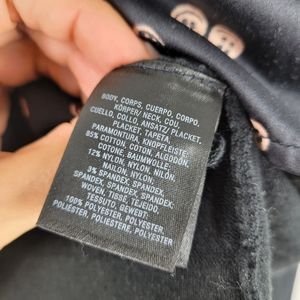 BODY, CORPS, CUERPO, CORPO,
KÖRPER/ NECK, COU,
CUELLO, COLLO, ANSATZ/ PLACKET,
PLACKET, TAPETA,
PARAMONTURA, KNOPFLEISTE:
85% COTTON, COTON, ALGODÓN,
COTONE, BAUMWOLLE.
12% NYLON, NYLON, NILÓN,
NYLON, NYLON.
3% SPANDEX, SPANDEX,
SPANDEX, SPANDEX, SPANDEX.
WOVEN, TISSE, TEJIDO,
TESSUTO, GEWEBT:
100% POLYESTER, POLYESTER,
POLIÉSTER, POLIESTERE, POLYESTER